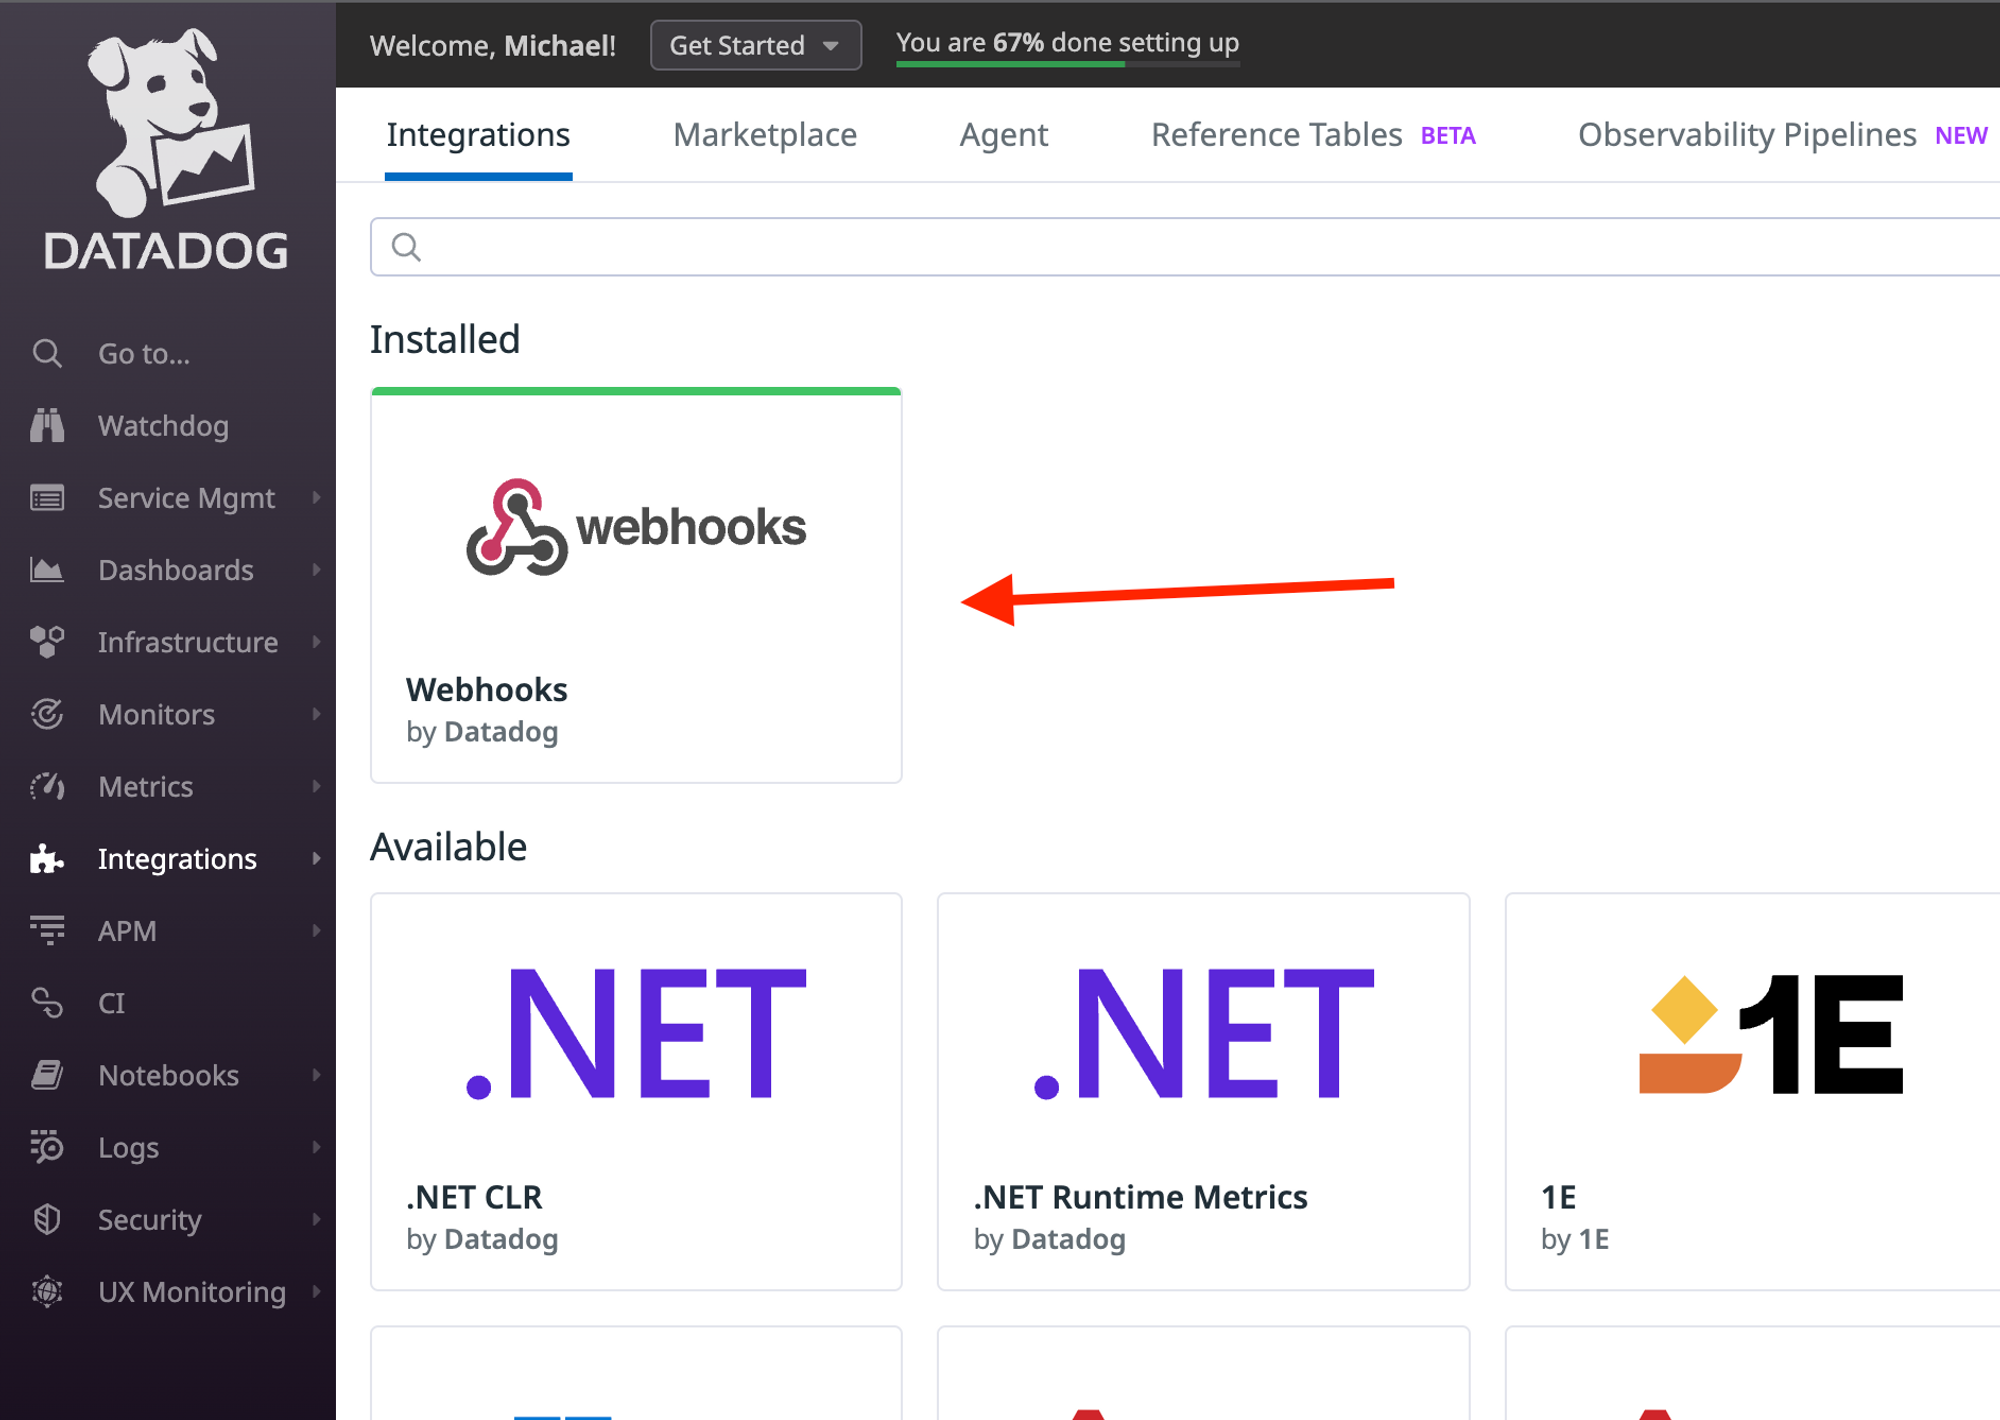 Welcome, Michael!
Get Started
You are 67% done setting up
DATADOG
Go to...
Watchdog
Service Mgmt
Dashboards
Infrastructure
Monitors
Metrics
Integrations
APM
CI
Notebooks
Logs
Security
UX Monitoring
Integrations
Marketplace
Agent
Reference Tables BETA
Observability Pipelines NEW
Installed
webhooks
Webhooks
by Datadog
Available
.NET
.NET CLR
by Datadog
.NET
.NET Runtime Metrics
by Datadog
1E
1E
by 1E